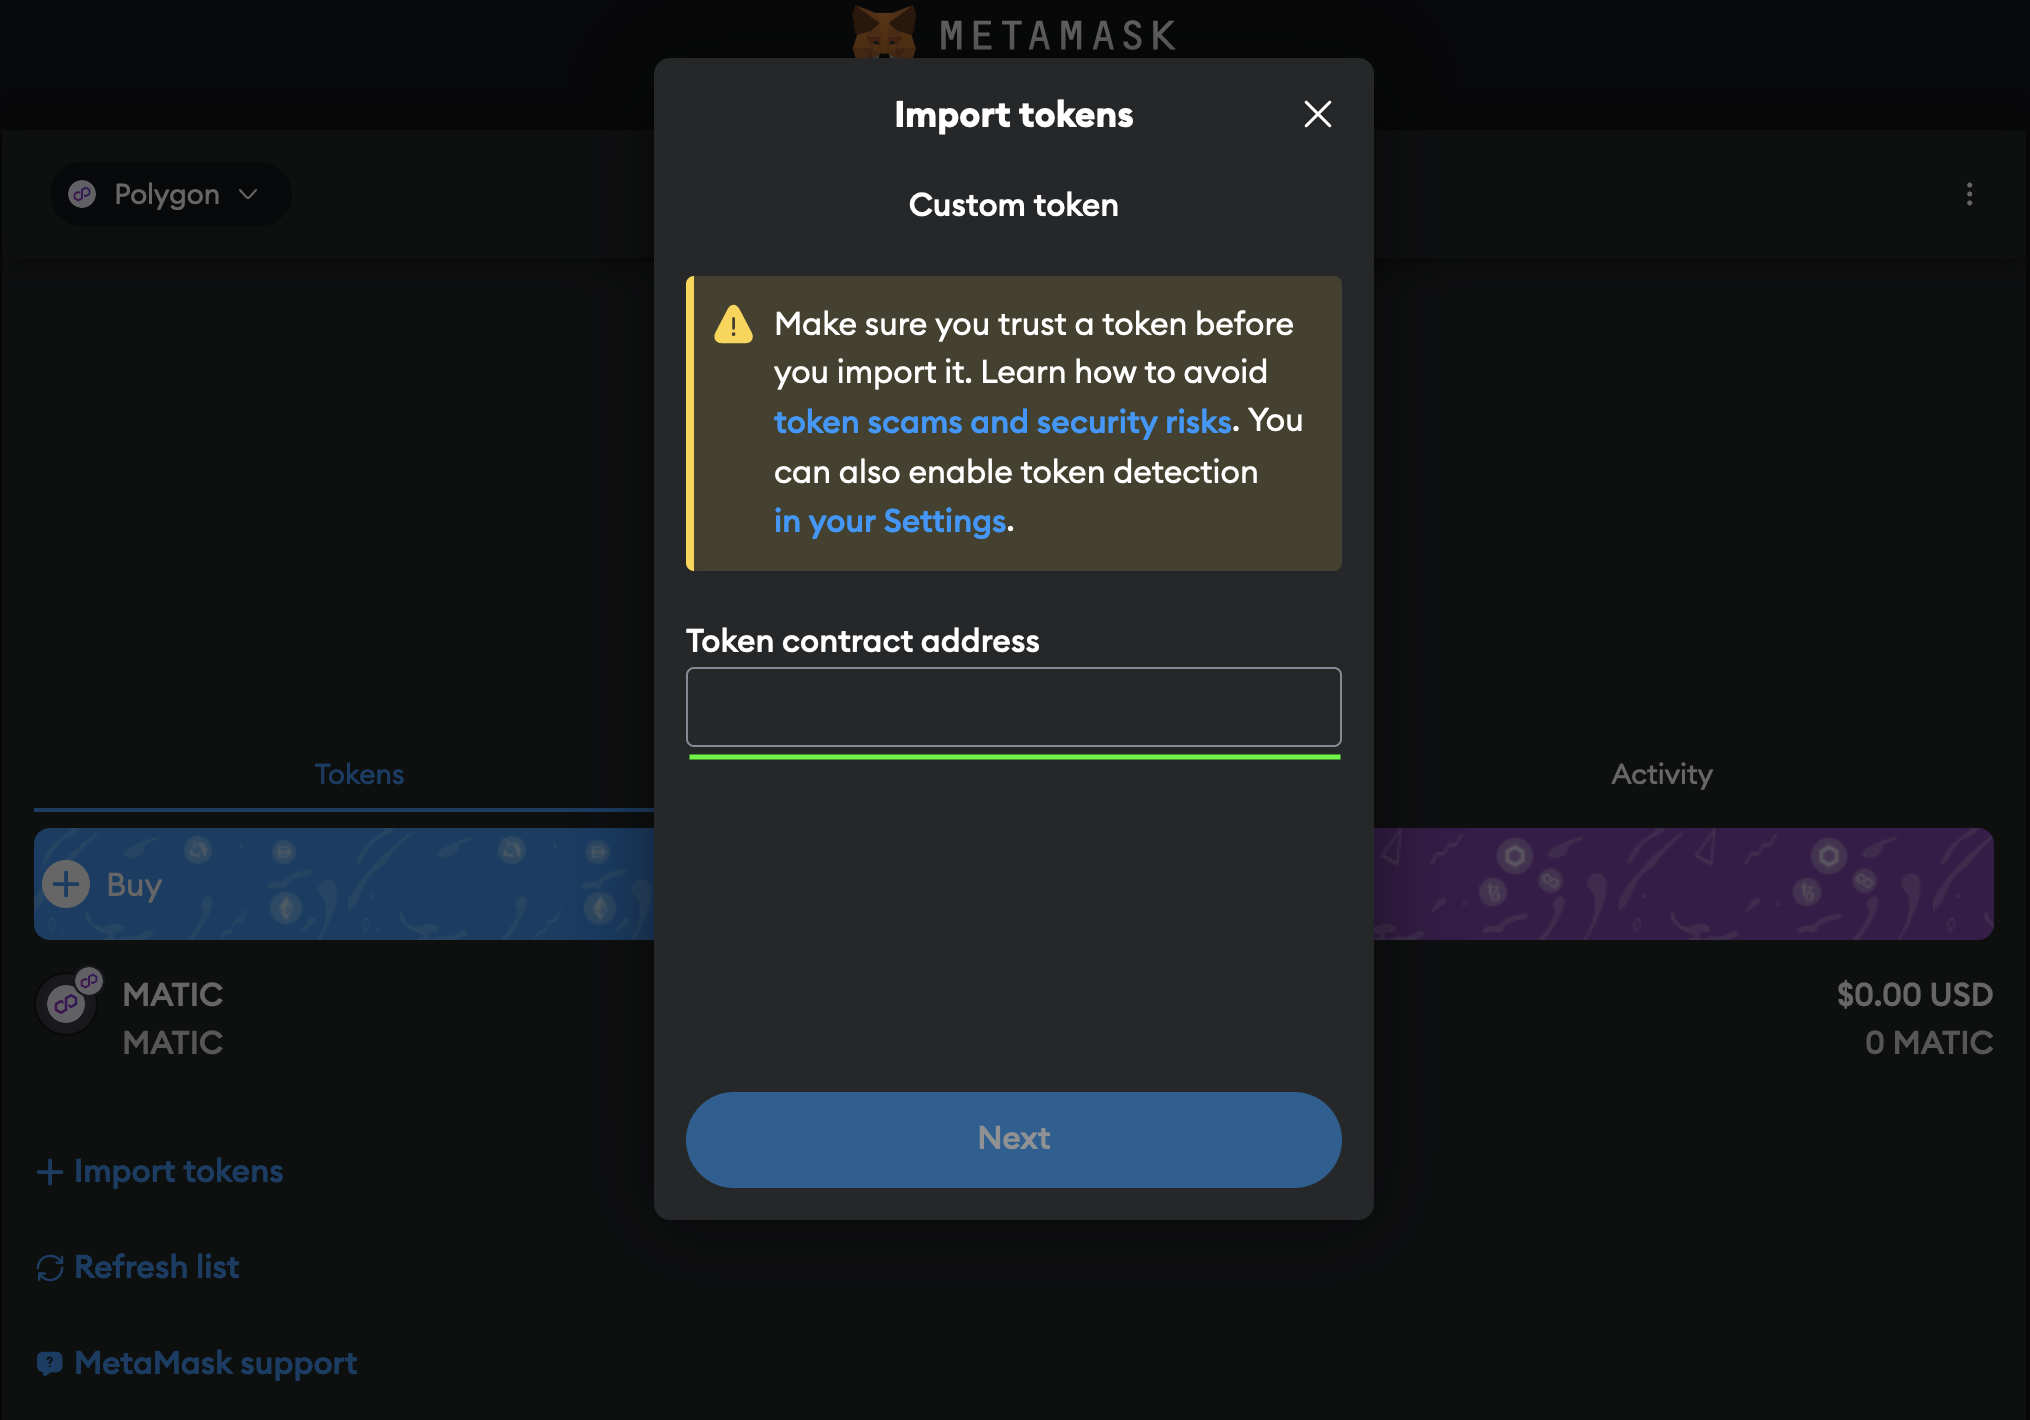 METAMASK
Import tokens
Polygon
Custom token
Make sure you trust a token before
you import it. Learn how to avoid
token scams and security risks. You
can also enable token detection
in your Settings.
Token contract address
Tokens
Activity
Buy
MATIC
$0.00 USD
MATIC
0 MATIC
Next
Import tokens
Refresh list
MetaMask support